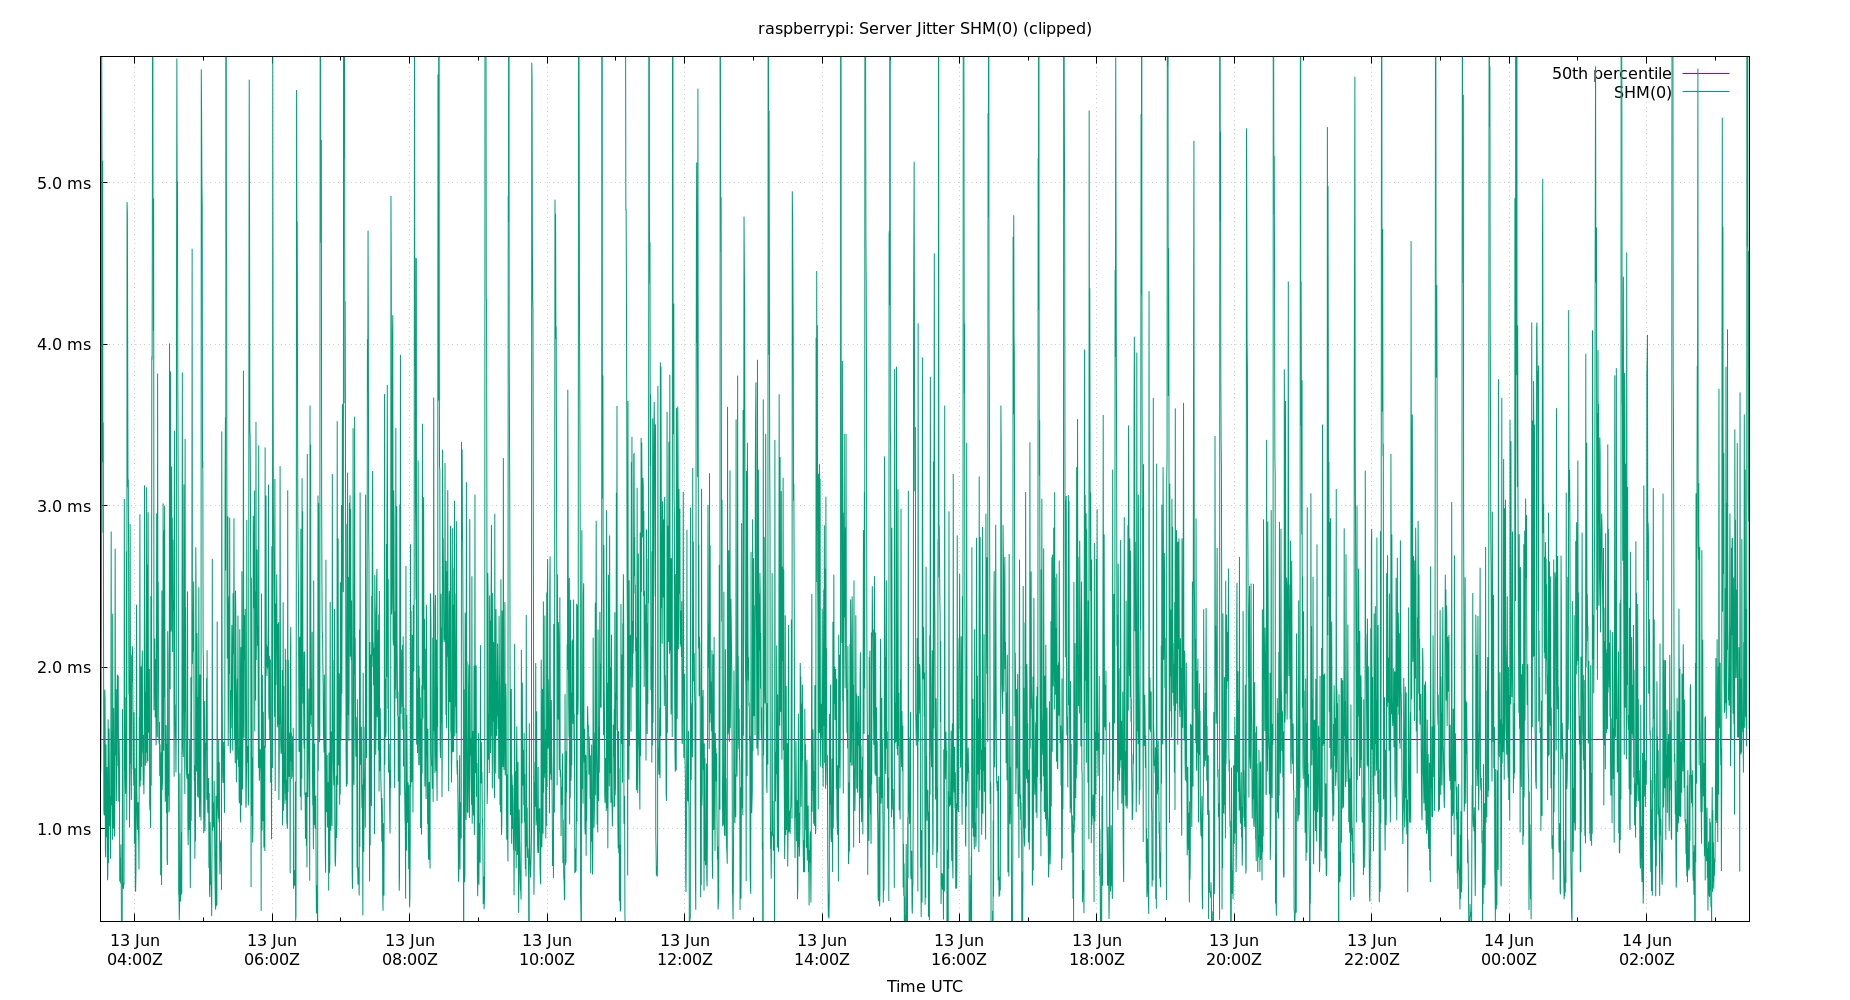 raspberrypi: Server Jitter SHM(0) (clipped)
50th percentile
SHM(0)
5.0 ms
4.0 ms
3.0 ms
2.0 ms
1.0 ms
13 Jun 13 Jun 13 Jun 13 Jun 13 Jun 13 Jun 13 Jun 13 Jun 13 Jun 13 Jun 14 Jun 14 Jun
04:00Z 06:00Z 08:00Z 10:00Z 12:00Z 14:00Z 16:00Z 18:00Z 20:00Z 22:00Z 00:00Z 02:00Z
Time UTC